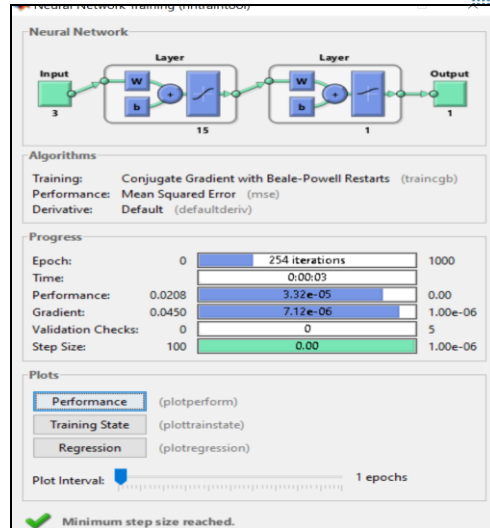 Neural Network Training (nntraintool)
Neural Network
Layer Layer
Input Output
W W
+ +
b b
3 1
15 1
Algorithms
Training: Conjugate Gradient with Beale-Powell Restarts (traincgb)
Performance: Mean Squared Error (mse)
Derivative: Default (defaultderiv)
Progress
Epoch: 0 254 iterations 1000
Time: 0:00:03
Performance: 0.0208 3.32e-05 0.00
Gradient: 0.0450 7.12e-06 1.00e-06
Validation Checks: 0 0 5
Step Size: 100 0.00 1.00e-06
Plots
Performance (plotperform)
Training State (plottrainstate)
Regression (plotregression)
Plot Interval: 1 epochs
Minimum step size reached.